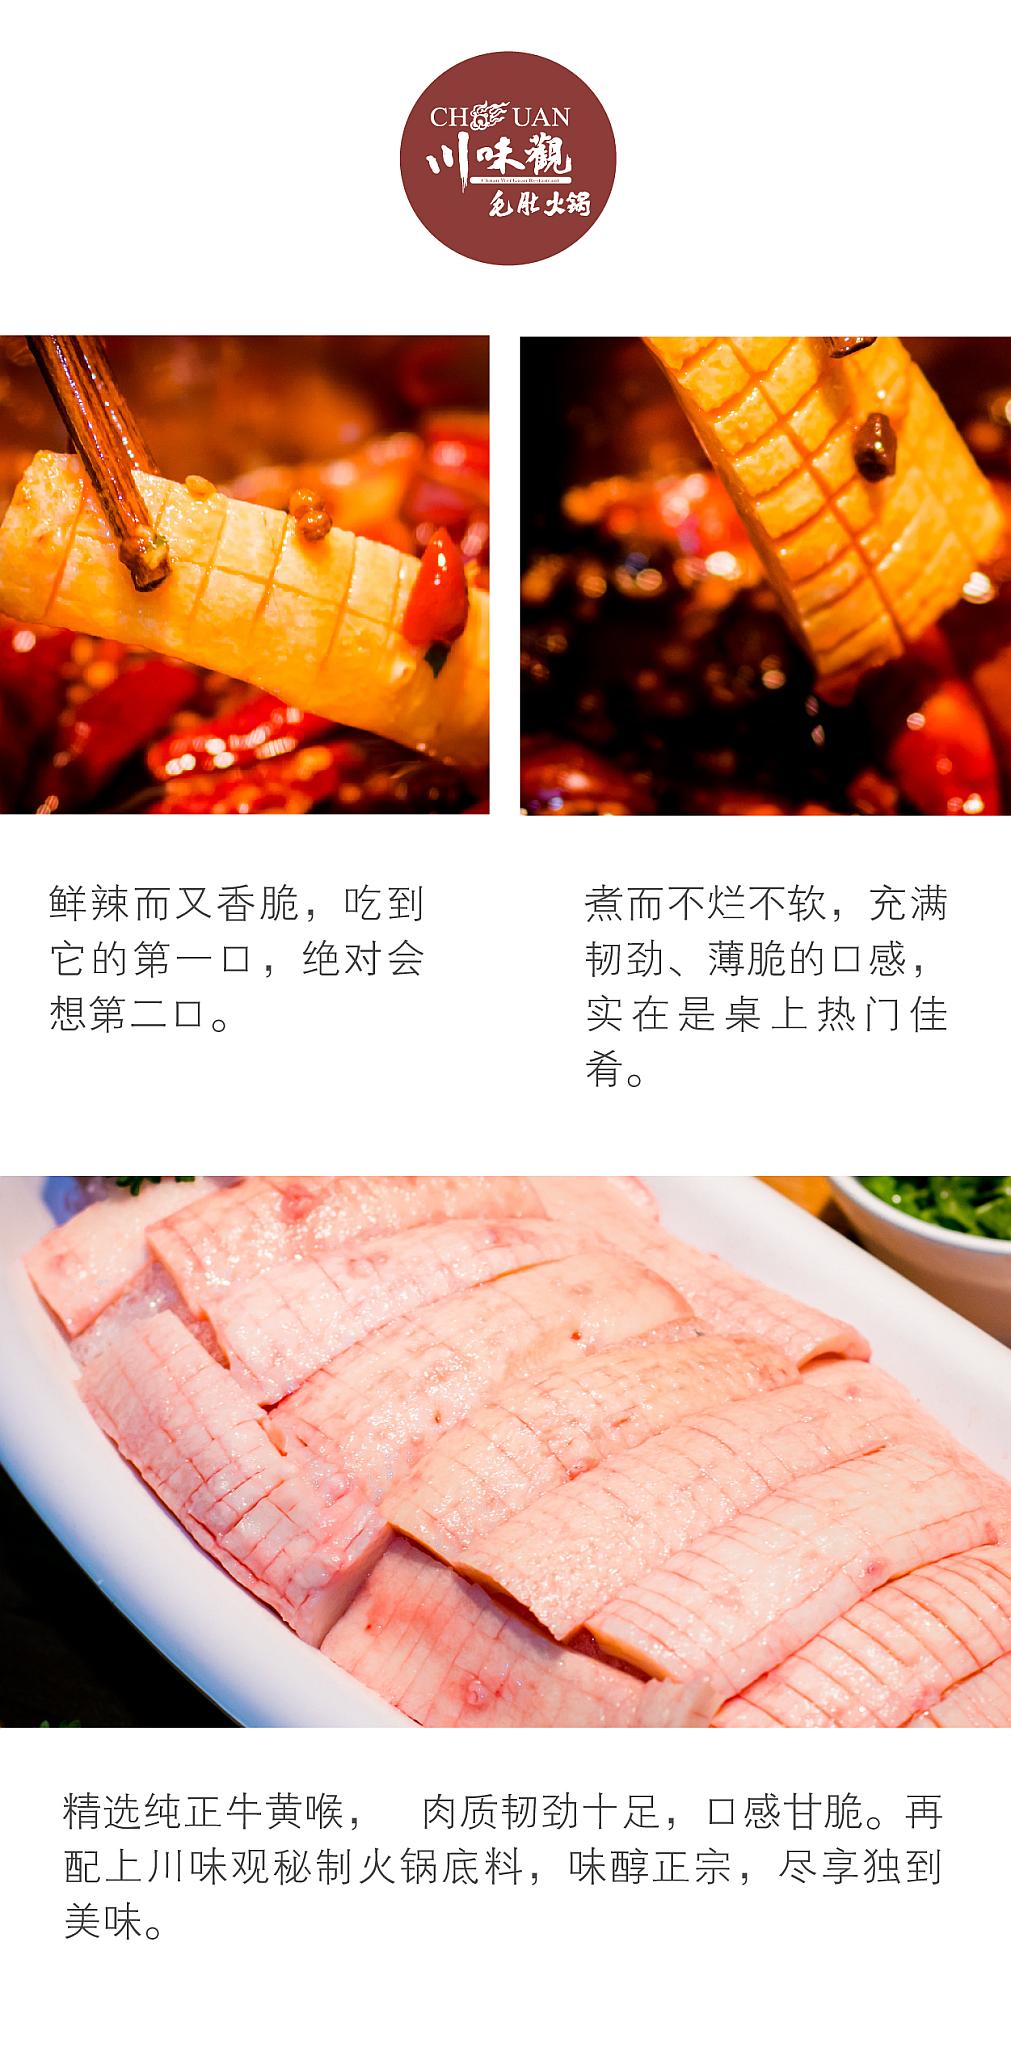 CH UAN
川味觀
毛肚火锅
鲜辣而又香脆，吃到
它的第一口，绝对会
想第二口。
煮而不烂不软，充满
韧劲、薄脆的口感，
实在是桌上热门佳
肴。
精选纯正牛黄喉， 肉质韧劲十足，口感甘脆。再
配上川味观秘制火锅底料，味醇正宗，尽享独到
美味。